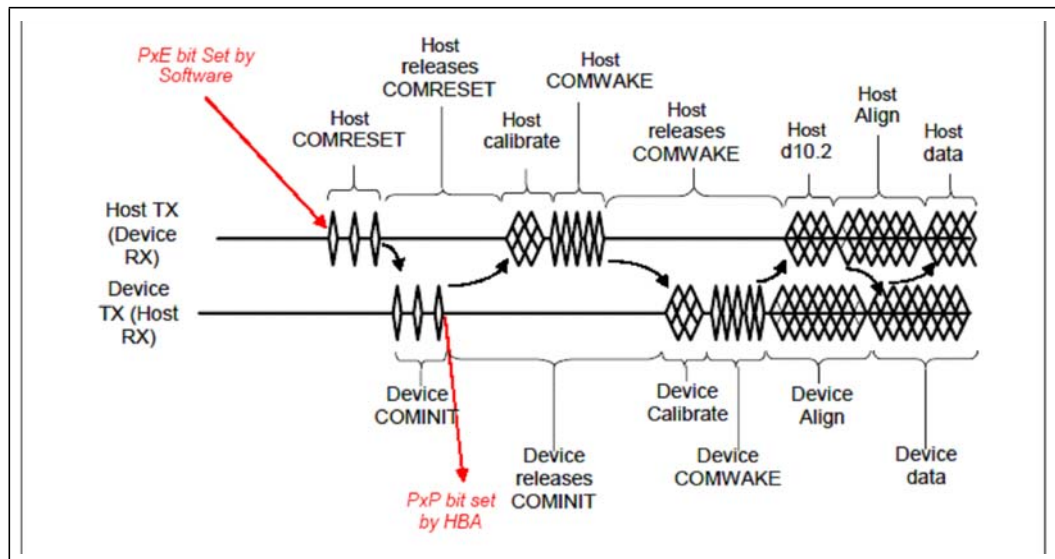 PxE bit Set by
Software
Host
releases
COMRESET
Host
COMWAKE
Host
COMRESET
Host
calibrate
Host
releases
COMWAKE
Host
d10.2
Host
Align
Host
data
Host TX
(Device
RX)
Device
TX (Host
RX)
Device
COMINIT
Device
releases
COMINIT
Device
Calibrate
Device
COMWAKE
Device
Align
Device
data
PxP bit set
by HBA